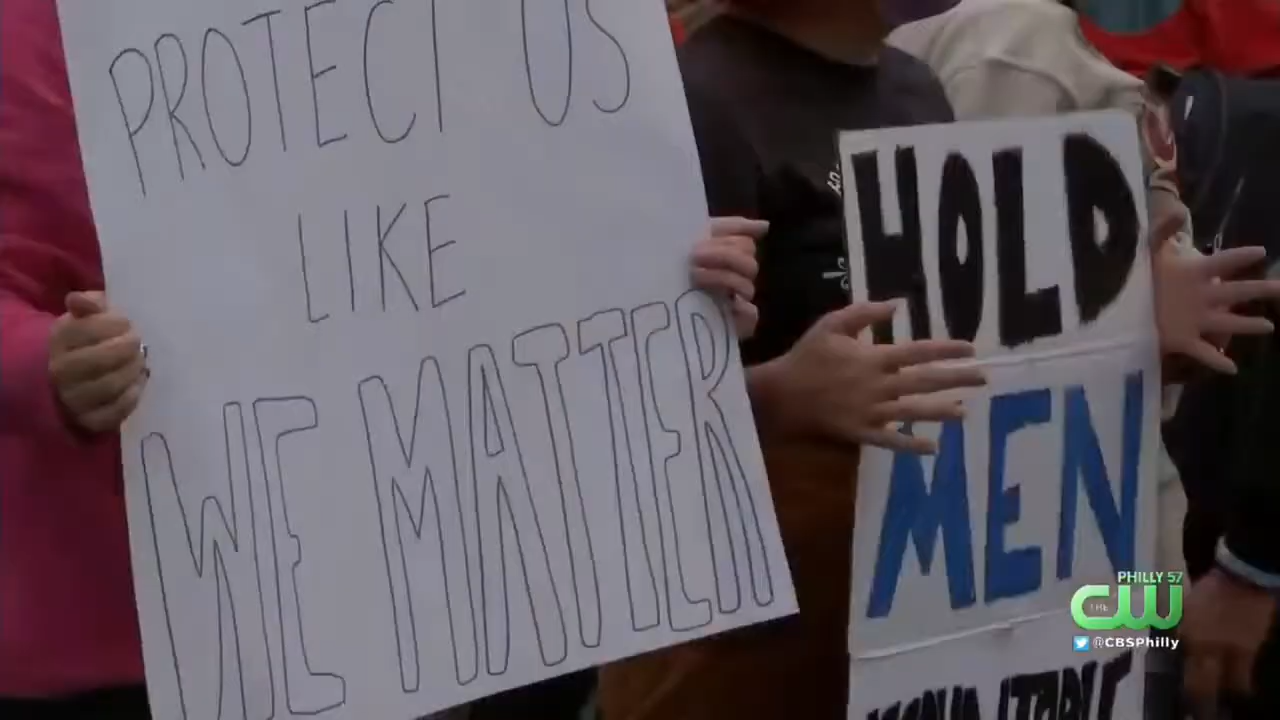 PROTECT US
LIKE
WE MATTER
HOLD
MEN
PHILLY 57
THE CW
@CBSPhilly